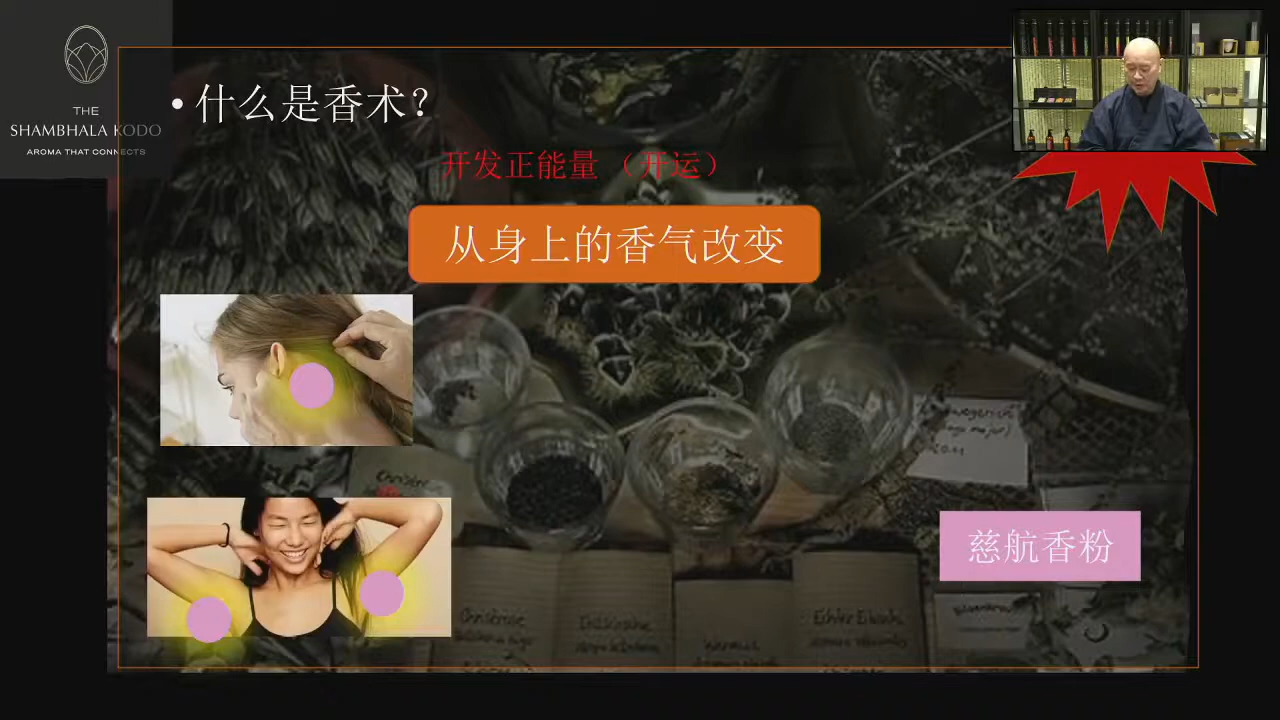 THE
SHAMBHALA KODO
AROMA THAT CONNECTS
• 什么是香术?
开发正能量 （开运）
从身上的香气改变
慈航香粉